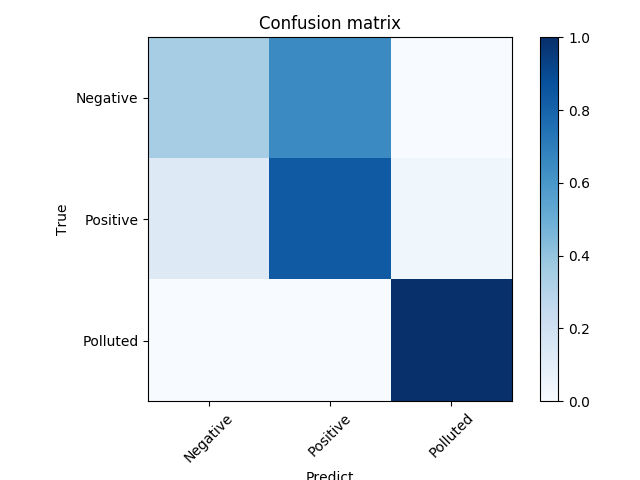 Confusion matrix
True
Negative
Positive
Polluted
Negative
Positive
Polluted
Predict
1.0
0.8
0.6
0.4
0.2
0.0